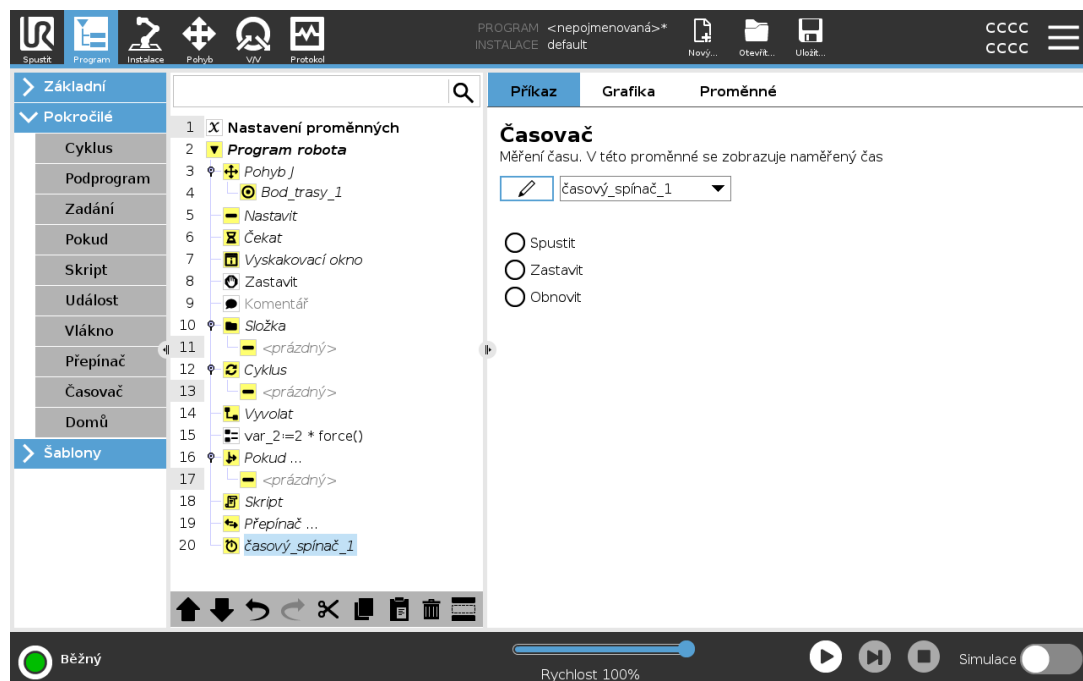 Spustit
Program
Instalace
Pohyb
V/V
Protokol
PROGRAM <nepojmenovaná>*
INSTALACE default
Nový...
Otevřít...
Uložit...
CCCC
CCCC
Základní
Pokročilé
Cyklus
Podprogram
Zadání
Pokud
Skript
Událost
Vlákno
Přepínač
Časovač
Domů
Šablony
1 X Nastavení proměnných
2 Program robota
3 Pohyb J
4 Bod_trasy_1
5 Nastavit
6 Čekat
7 Vyskakovací okno
8 Zastavit
9 Komentář
10 Složka
11 <prázdný>
12 Cyklus
13 <prázdný>
14 Vyvolat
15 var_2:=2 * force()
16 Pokud ...
17 <prázdný>
18 Skript
19 Přepínač ...
20 časový_spínač_1
Příkaz
Grafika
Proměnné
Časovač
Měření času. V této proměnné se zobrazuje naměřený čas
časový_spínač_1
Spustit
Zastavit
Obnovit
Běžný
Rychlost 100%
Simulace